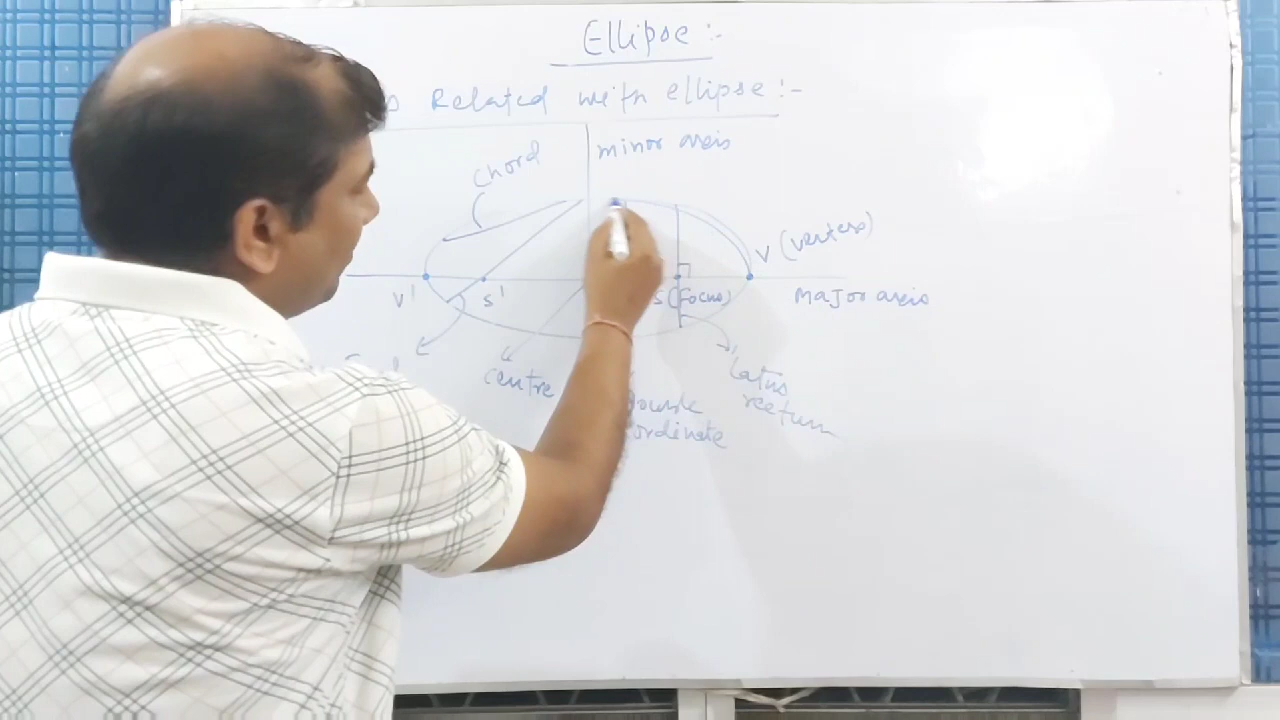 Ellipse :-
Related with ellipse :-
minor axis
chord
V (vertex)
V'
S'
S (focus)
Major axis
centre
Double
ordinate
Latus
rectum